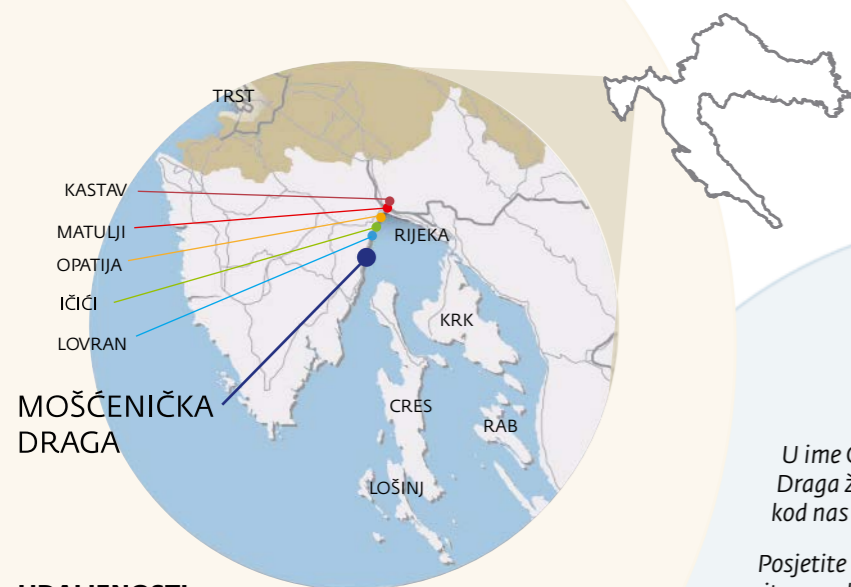 TRST
KASTAV
MATULJI
OPATIJA
RIJEKA
IČIĆI
LOVRAN
KRK
MOŠĆENIČKA
DRAGA
CRES
RAB
LOŠINJ
U ime
Draga
kod nas
Posjetite